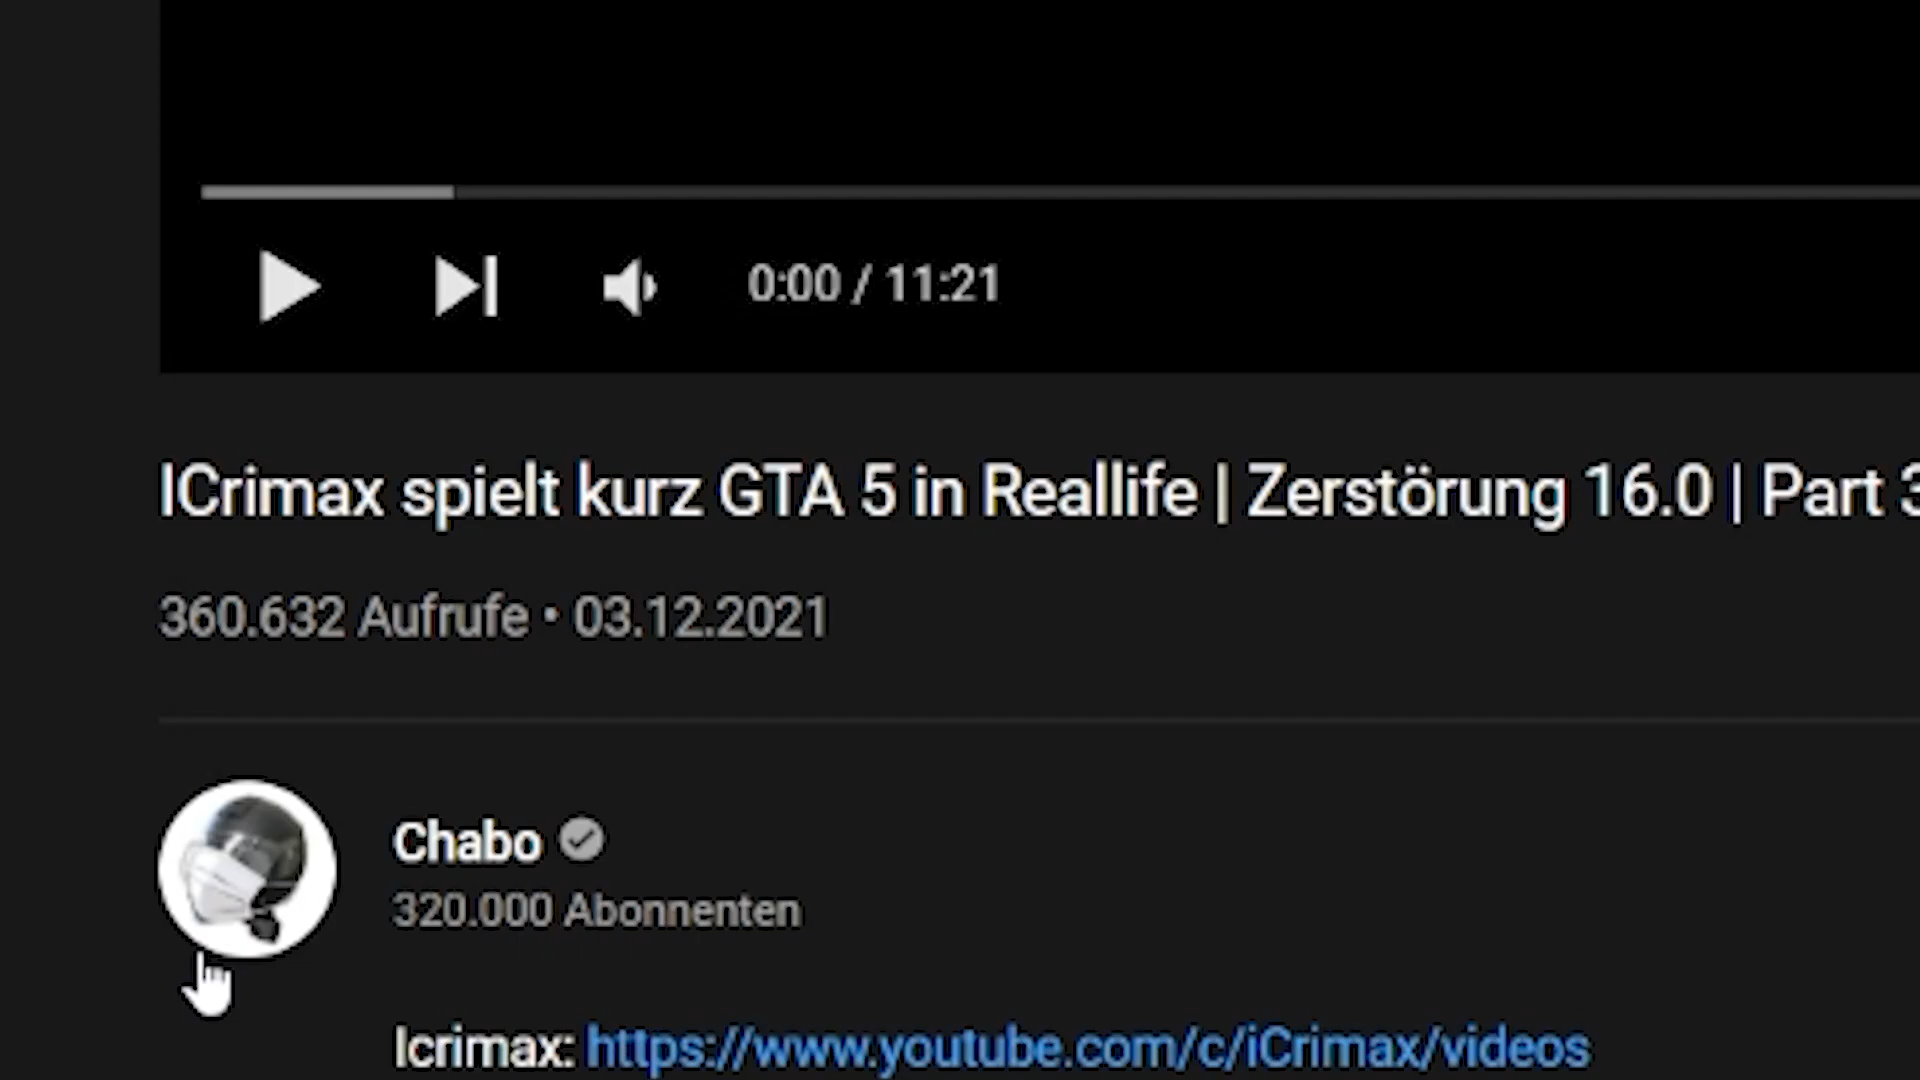 0:00 / 11:21
ICrimax spielt kurz GTA 5 in Reallife | Zerstörung 16.0 | Part 3
360.632 Aufrufe • 03.12.2021
Chabo
320.000 Abonnenten
Icrimax: https://www.youtube.com/c/iCrimax/videos